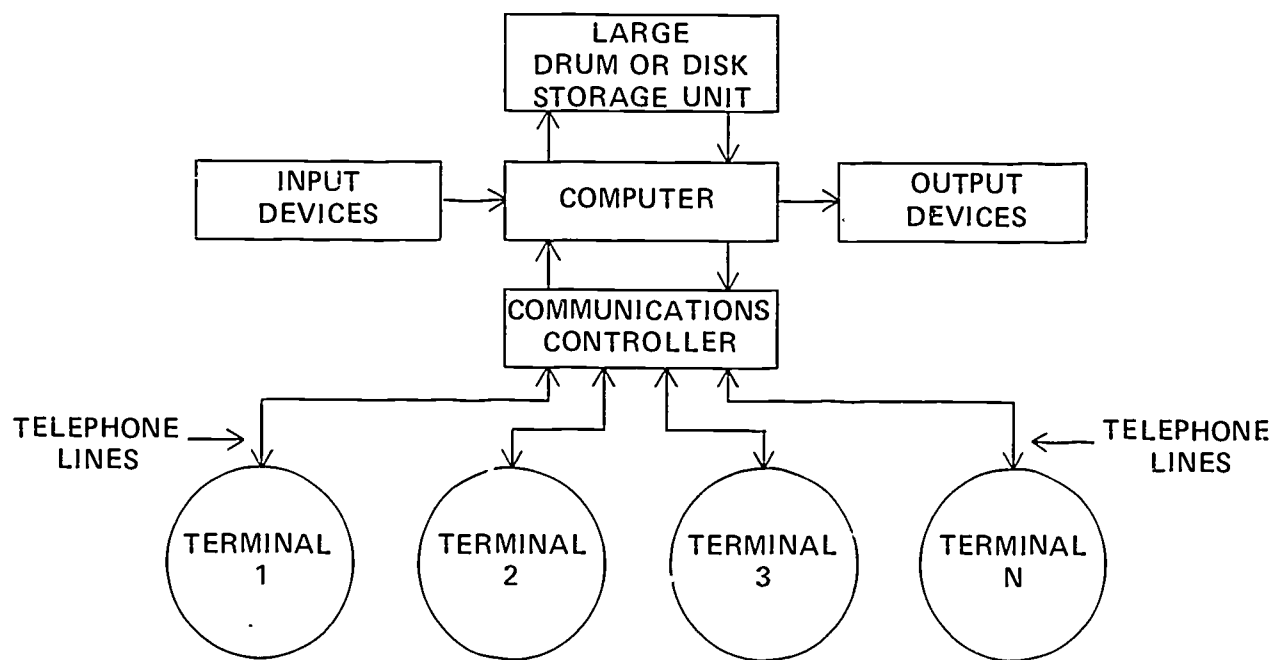 LARGE
DRUM OR DISK
STORAGE UNIT
INPUT
DEVICES
COMPUTER
OUTPUT
DEVICES
COMMUNICATIONS
CONTROLLER
TELEPHONE
LINES
TELEPHONE
LINES
TERMINAL
1
TERMINAL
2
TERMINAL
3
TERMINAL
N